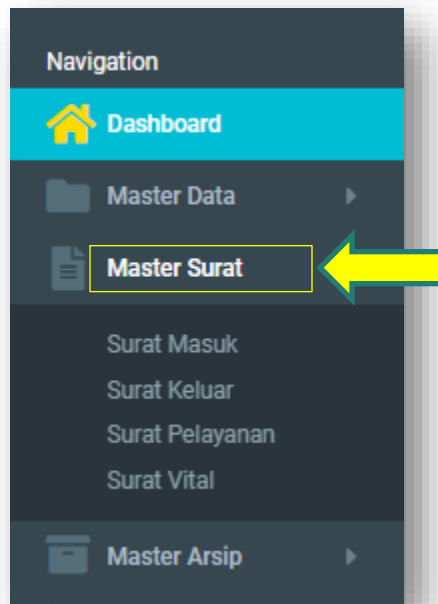 Navigation
Dashboard
Master Data
Master Surat
Surat Masuk
Surat Keluar
Surat Pelayanan
Surat Vital
Master Arsip